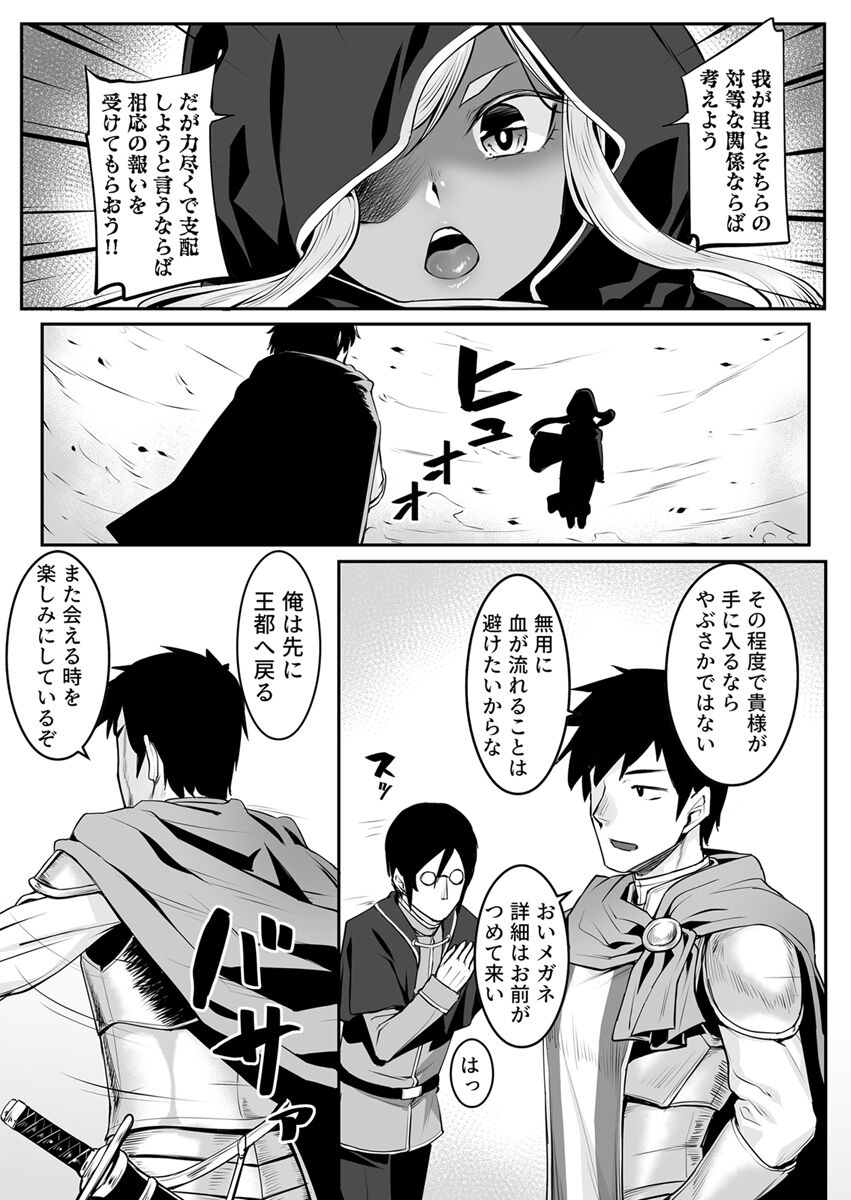 我が里とそちらの
対等な関係ならば
考えよう
だが力尽くで支配
しようと言うならば
相応の報いを
受けてもらおう!!
ヒュオオ
その程度で貴様が
手に入るなら
やぶさかではない
無用に
血が流れることは
避けたいからな
スッ
おいメガネ
詳細はお前が
つめて来い
はっ
俺は先に
王都へ戻る
また会える時を
楽しみにしているぞ
バサァ